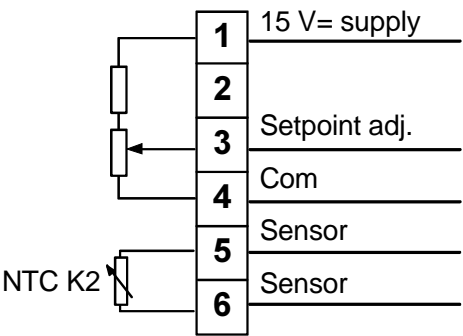 1 15 V= supply
2
3 Setpoint adj.
4 Com
5 Sensor
NTC K2
6 Sensor